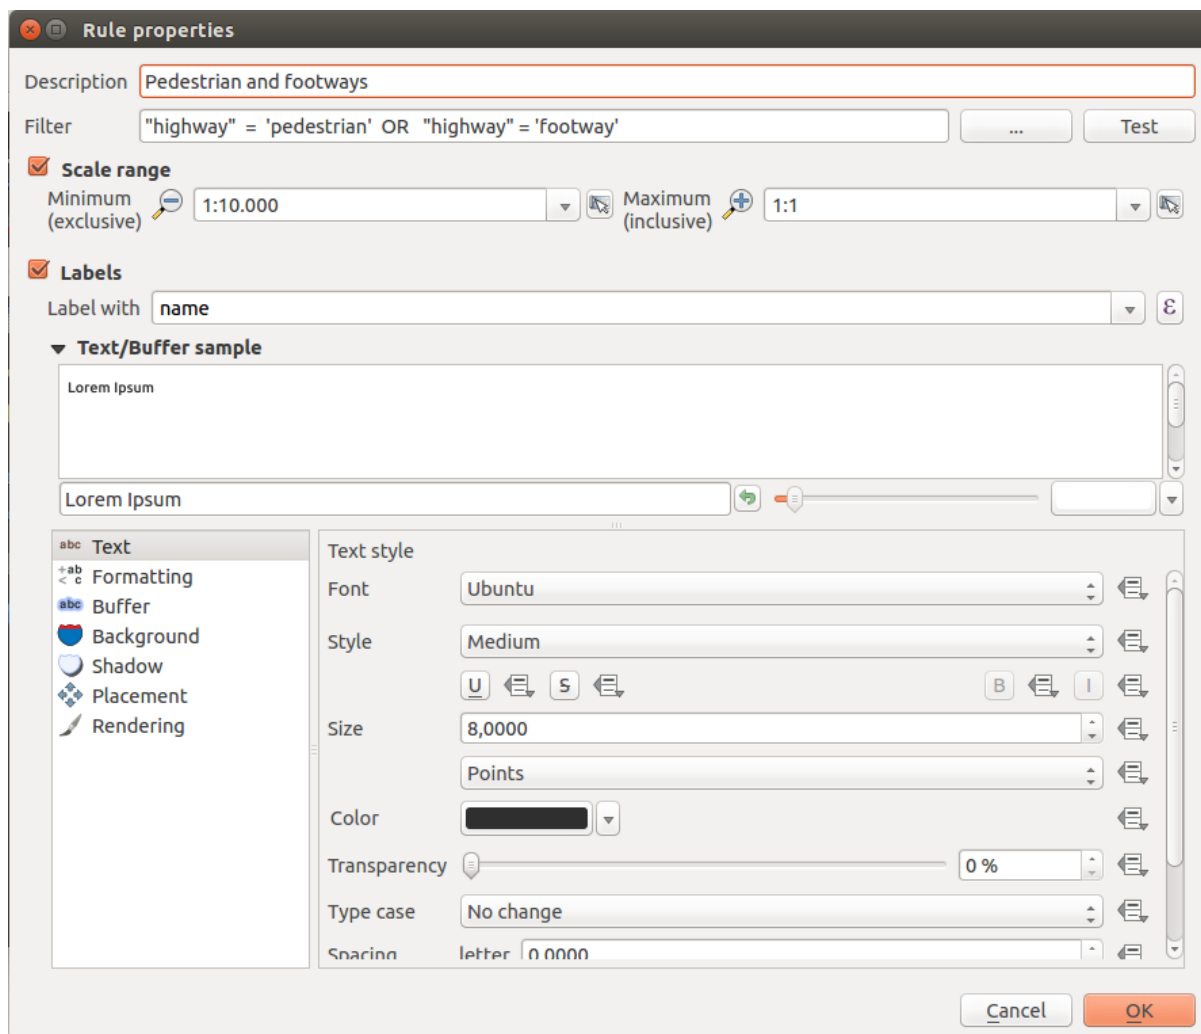 Rule properties
Description Pedestrian and footways
Filter "highway" = 'pedestrian' OR "highway" = 'footway' ... Test
Scale range
Minimum (exclusive) 1:10.000 Maximum (inclusive) 1:1
Labels
Label with name ε
Text/Buffer sample
Lorem Ipsum
Lorem Ipsum
abc Text
+ab < c Formatting
abc Buffer
Background
Shadow
Placement
Rendering
Text style
Font Ubuntu
Style Medium
U S B I
Size 8,0000
Points
Color
Transparency 0 %
Type case No change
Spacing letter 0,0000
Cancel OK